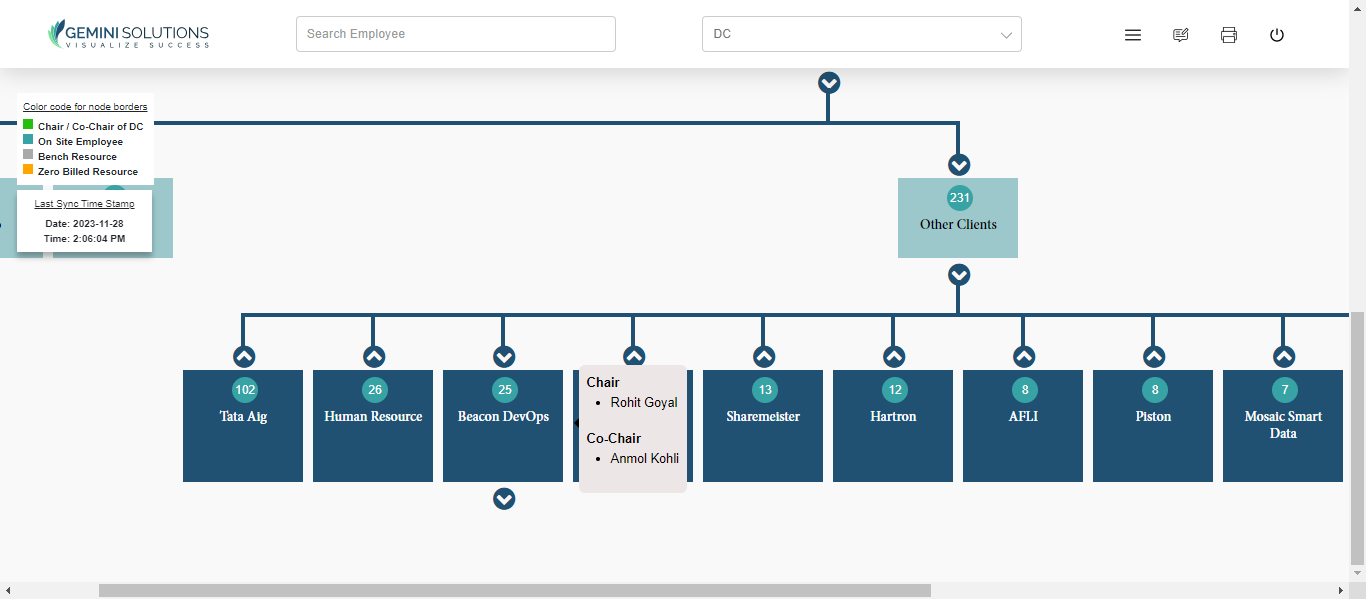 GEMINI SOLUTIONS
VISUALIZE SUCCESS
Search Employee
DC
Color code for node borders
Chair / Co-Chair of DC
On Site Employee
Bench Resource
Zero Billed Resource
Last Sync Time Stamp
Date: 2023-11-28
Time: 2:06:04 PM
231
Other Clients
102
Tata Aig
26
Human Resource
25
Beacon DevOps
Chair
Rohit Goyal
Co-Chair
Anmol Kohli
13
Sharemeister
12
Hartron
8
AFLI
8
Piston
7
Mosaic Smart
Data